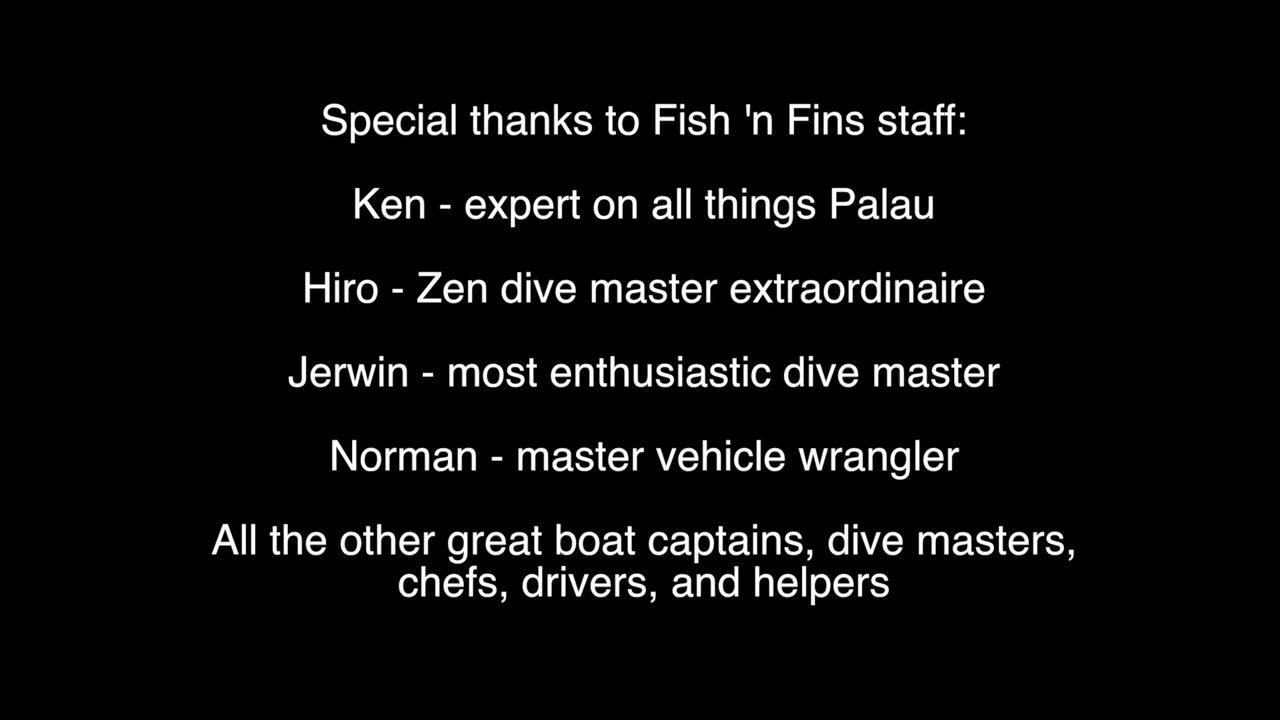 Special thanks to Fish 'n Fins staff:
Ken - expert on all things Palau
Hiro - Zen dive master extraordinaire
Jerwin - most enthusiastic dive master
Norman - master vehicle wrangler
All the other great boat captains, dive masters,
chefs, drivers, and helpers